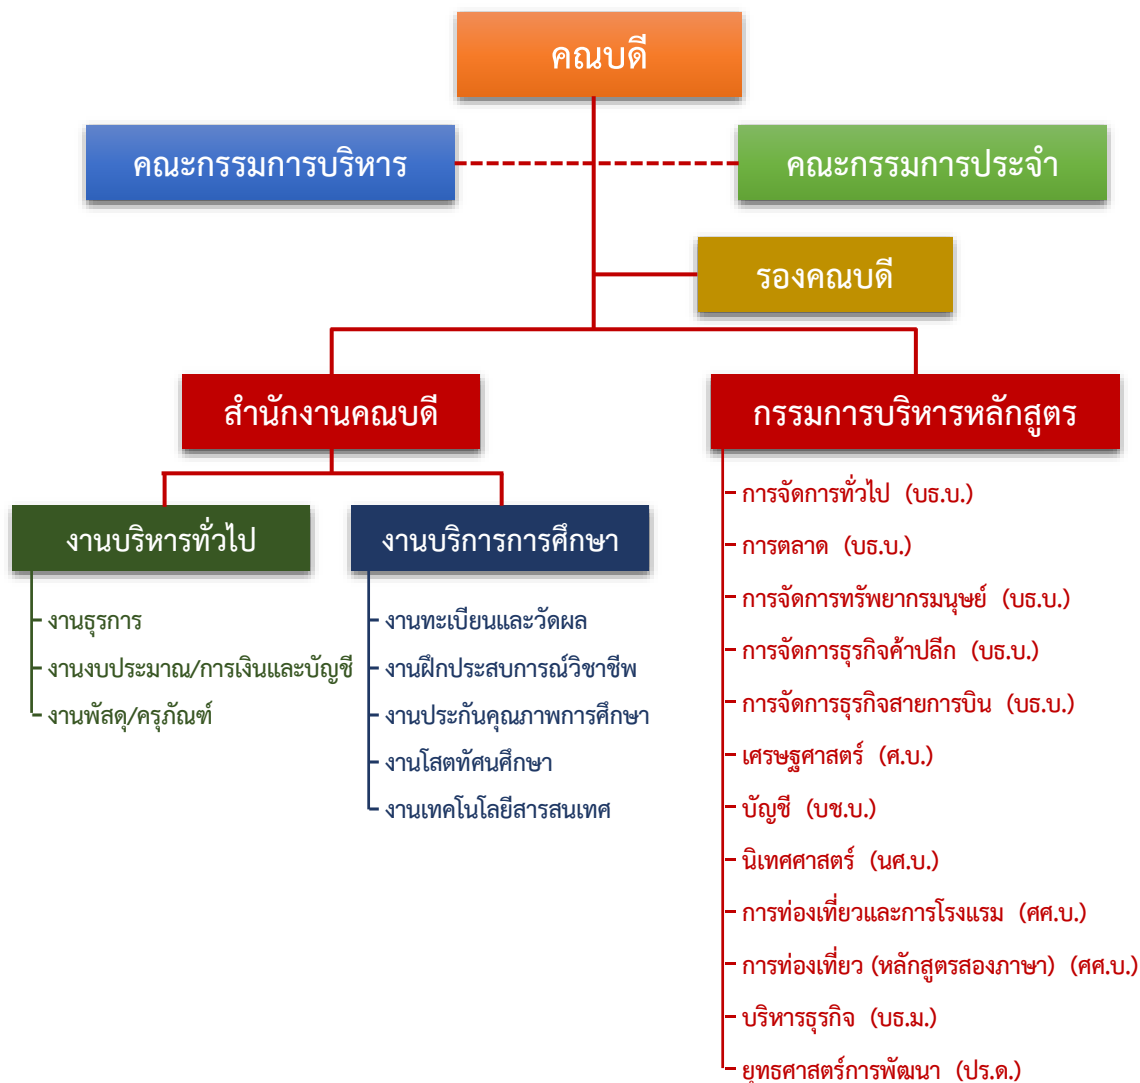 คณบดี
คณะกรรมการบริหาร
คณะกรรมการประจำ
รองคณบดี
สำนักงานคณบดี
กรรมการบริหารหลักสูตร
งานบริหารทั่วไป
งานธุรการ
งานงบประมาณ/การเงินและบัญชี
งานพัสดุ/ครุภัณฑ์
งานบริการการศึกษา
งานทะเบียนและวัดผล
งานฝึกประสบการณ์วิชาชีพ
งานประกันคุณภาพการศึกษา
งานโสตทัศนศึกษา
งานเทคโนโลยีสารสนเทศ
การจัดการทั่วไป (บธ.บ.)
การตลาด (บธ.บ.)
การจัดการทรัพยากรมนุษย์ (บธ.บ.)
การจัดการธุรกิจค้าปลีก (บธ.บ.)
การจัดการธุรกิจสายการบิน (บธ.บ.)
เศรษฐศาสตร์ (ศ.บ.)
บัญชี (บช.บ.)
นิเทศศาสตร์ (นศ.บ.)
การท่องเที่ยวและการโรงแรม (ศศ.บ.)
การท่องเที่ยว (หลักสูตรสองภาษา) (ศศ.บ.)
บริหารธุรกิจ (บธ.ม.)
ยุทธศาสตร์การพัฒนา (ปร.ด.)